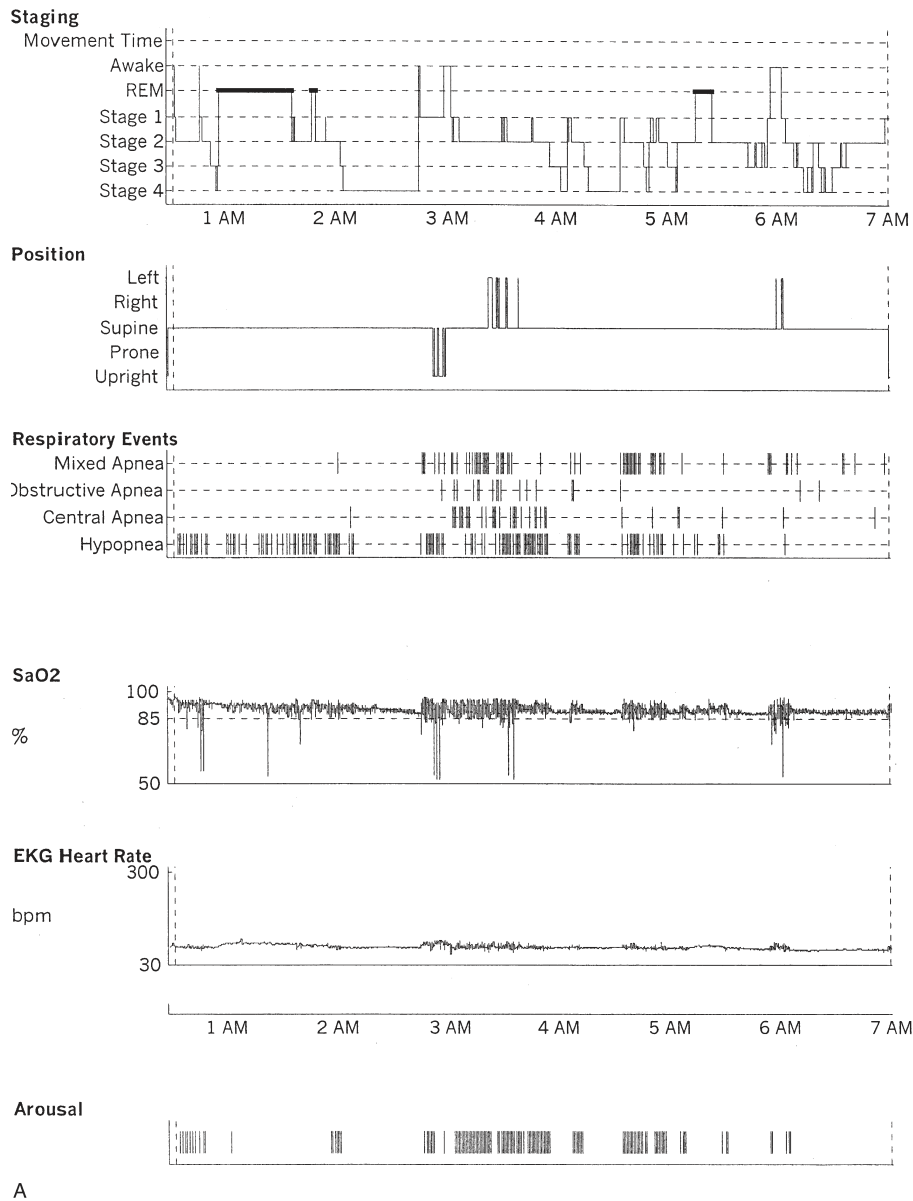 Staging
Movement Time
Awake
REM
Stage 1
Stage 2
Stage 3
Stage 4
1 AM 2 AM 3 AM 4 AM 5 AM 6 AM 7 AM
Position
Left
Right
Supine
Prone
Upright
Respiratory Events
Mixed Apnea
Obstructive Apnea
Central Apnea
Hypopnea
SaO2
100
85
%
50
EKG Heart Rate
300
bpm
30
1 AM 2 AM 3 AM 4 AM 5 AM 6 AM 7 AM
Arousal
A